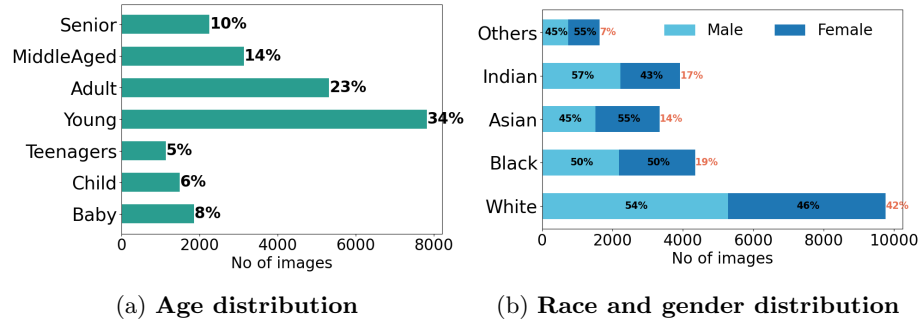 Senior 10%
MiddleAged 14%
Adult 23%
Young 34%
Teenagers 5%
Child 6%
Baby 8%
0 2000 4000 6000 8000
No of images
(a) Age distribution
Male Female
Others 45% 55% 7%
Indian 57% 43% 17%
Asian 45% 55% 14%
Black 50% 50% 19%
White 54% 46% 42%
0 2000 4000 6000 8000 10000
No of images
(b) Race and gender distribution